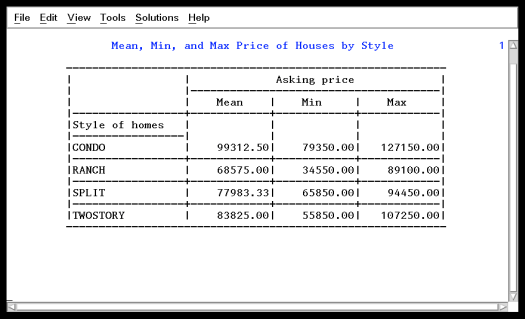 File Edit View Tools Solutions Help
Mean, Min, and Max Price of Houses by Style 1
Asking price
Mean Min Max
Style of homes
CONDO 99312.50 79350.00 127150.00
RANCH 68575.00 34550.00 89100.00
SPLIT 77983.33 65850.00 94450.00
TWOSTORY 83825.00 55850.00 107250.00